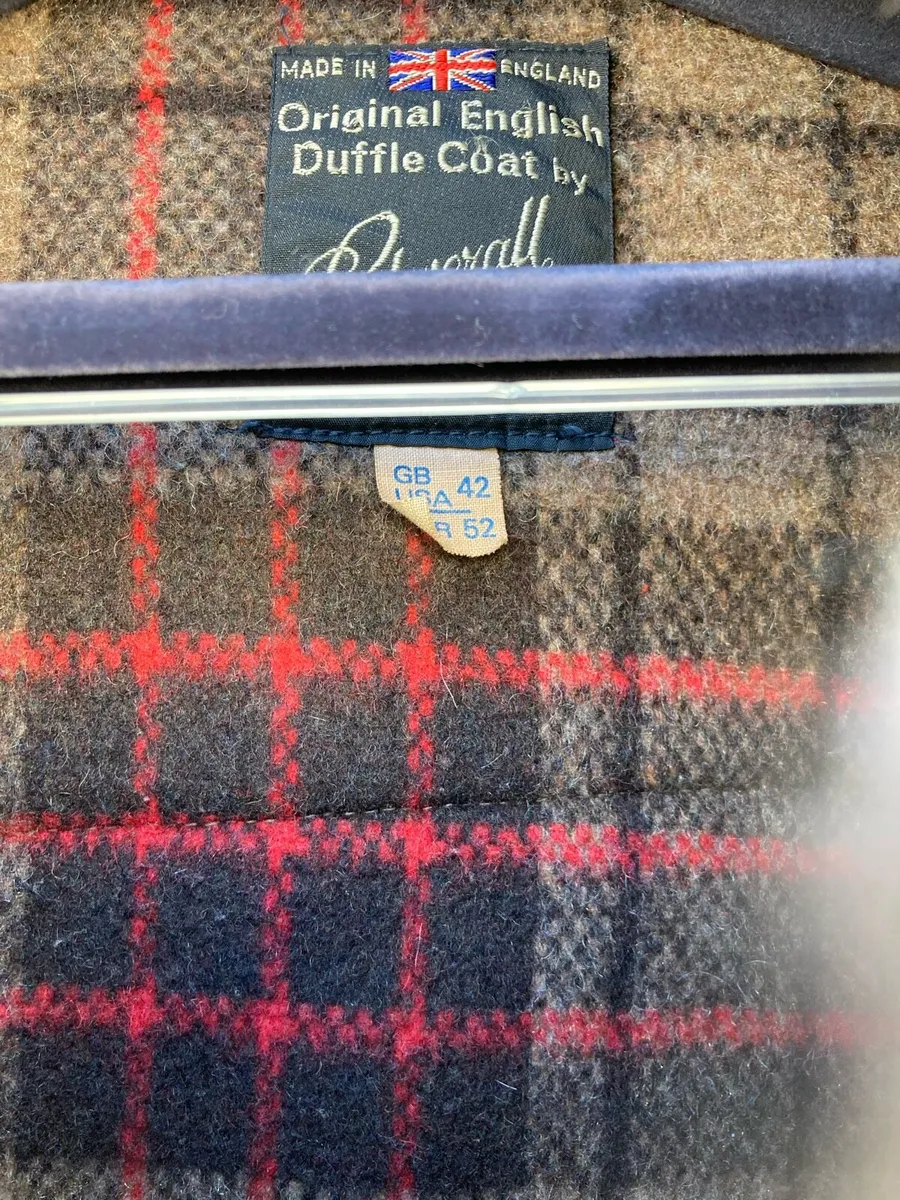 MADE IN ENGLAND
Original English
Duffle Coat by
GB
USA 42
52